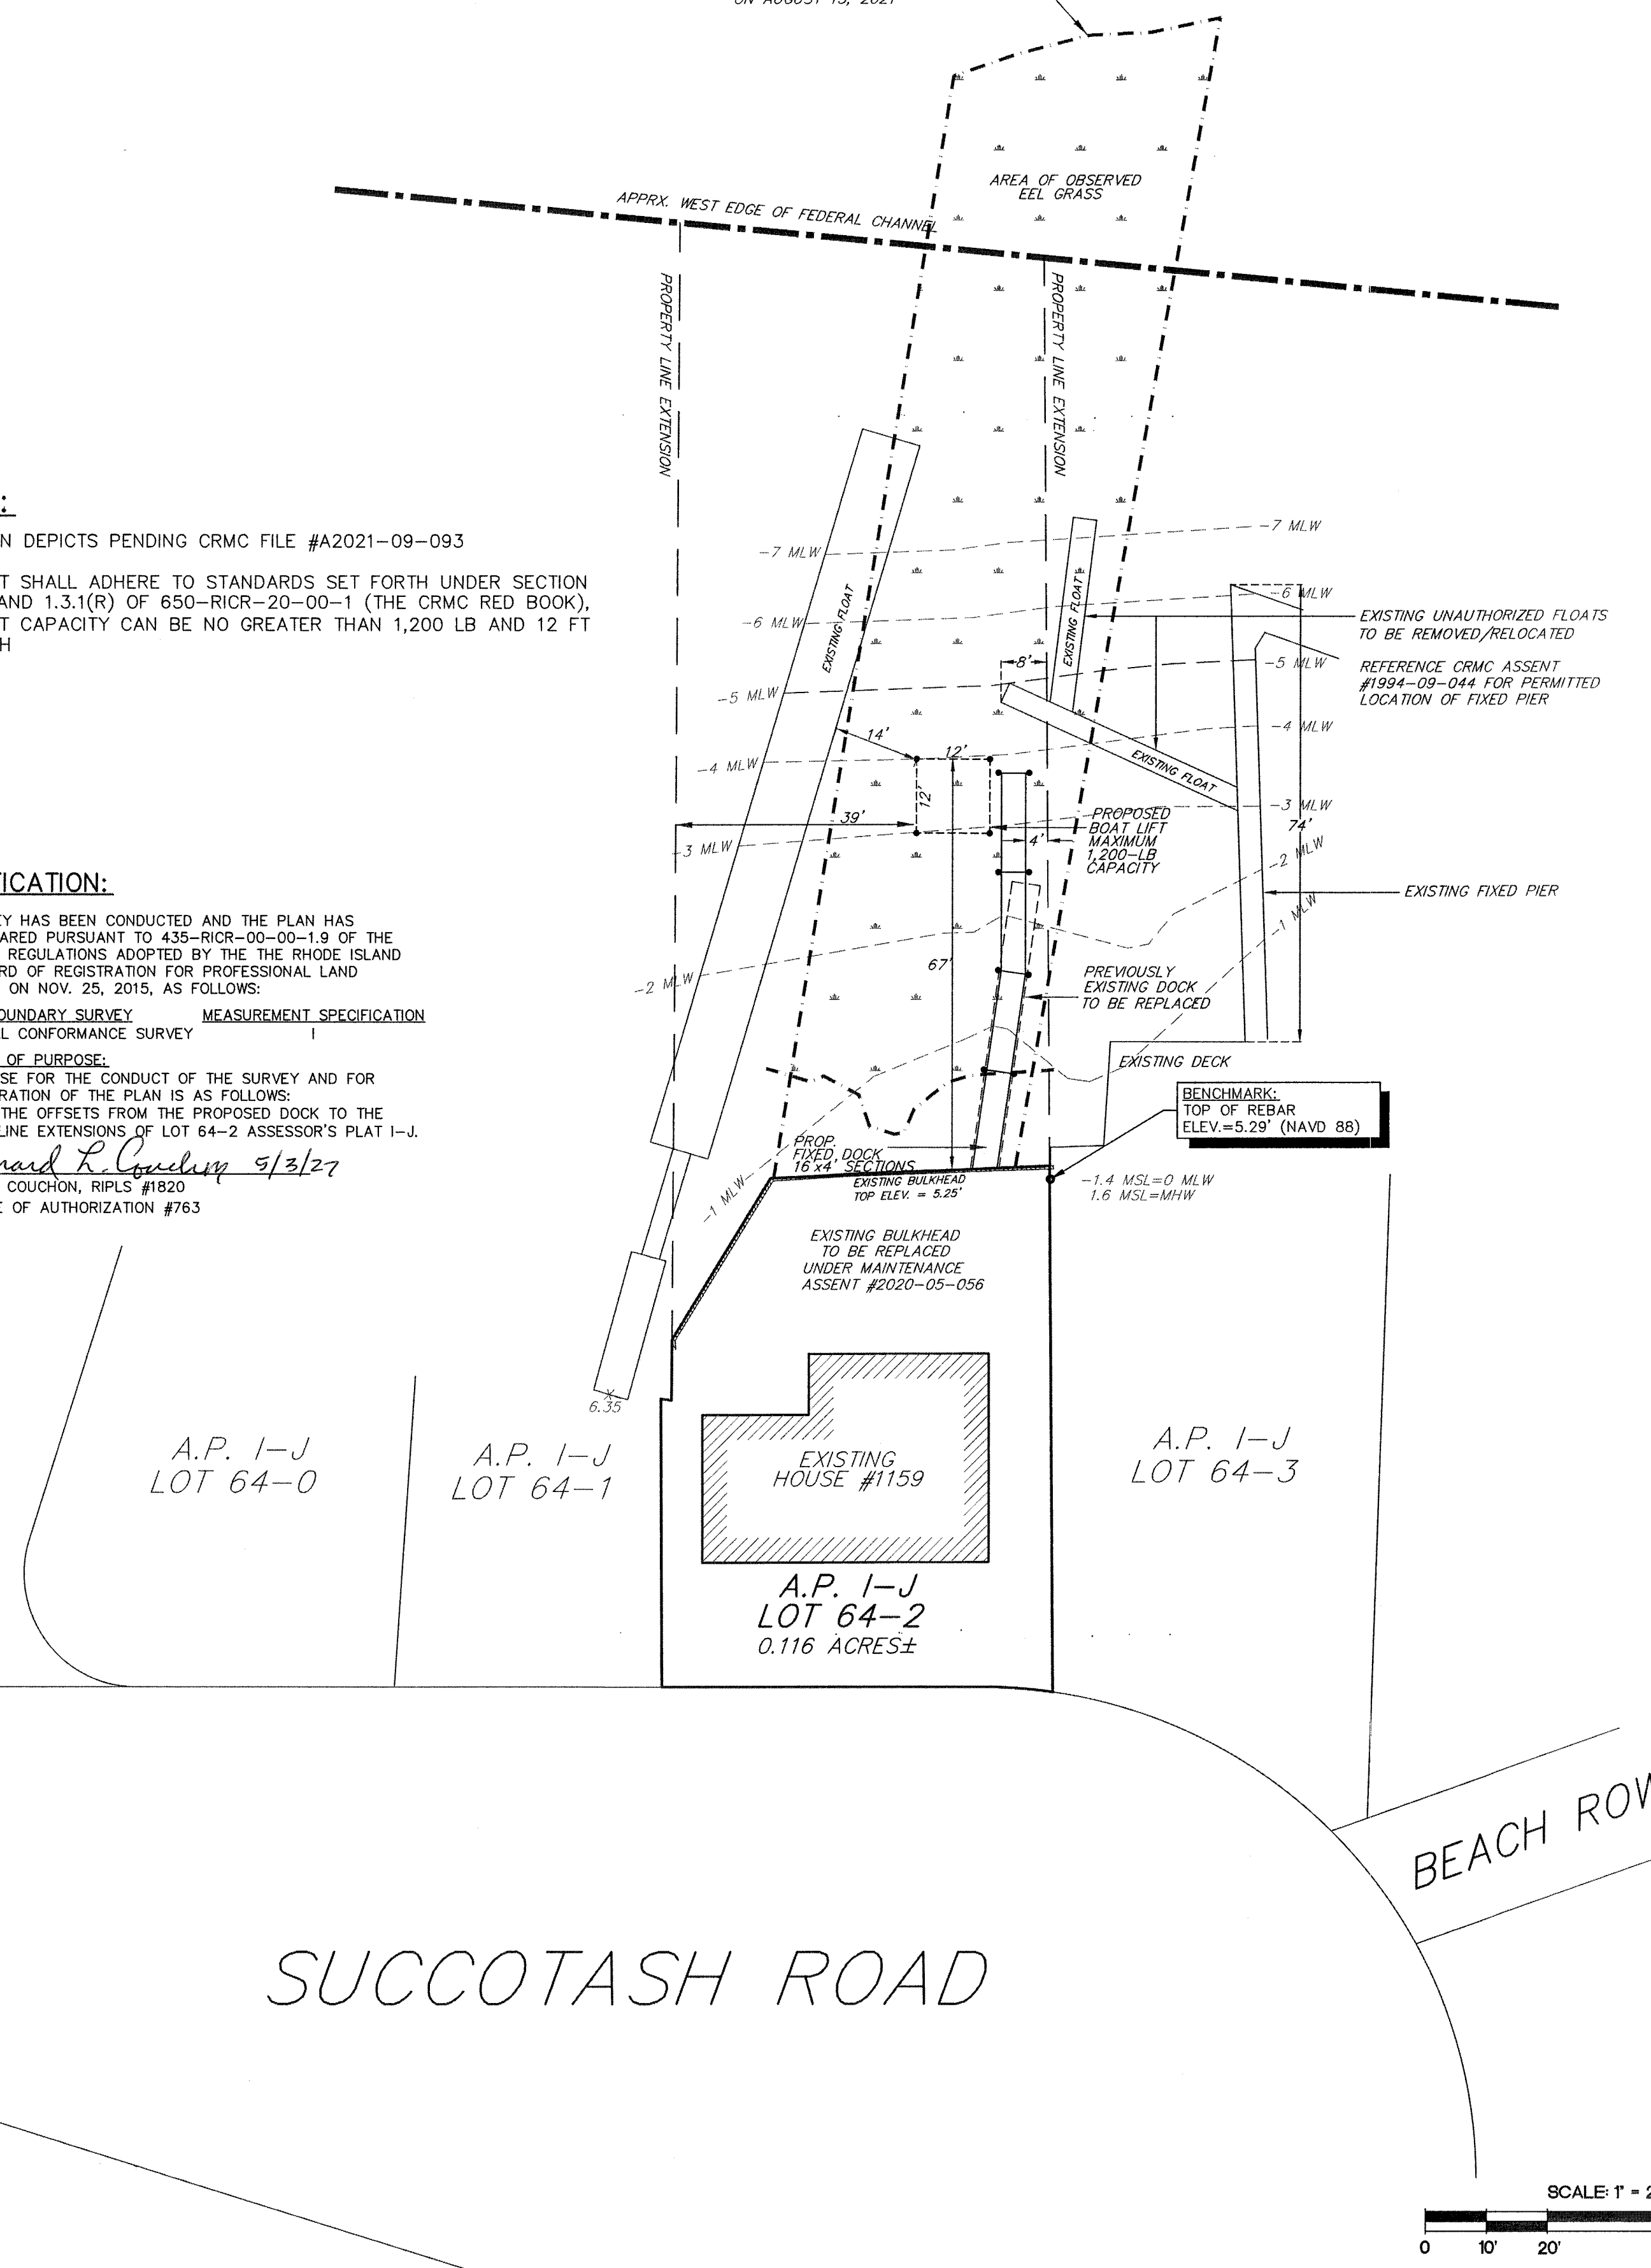 ON AUGUST 13, 2021
APPRX. WEST EDGE OF FEDERAL CHANNEL
AREA OF OBSERVED
EEL GRASS
PROPERTY LINE EXTENSION
PROPERTY LINE EXTENSION
:
N DEPICTS PENDING CRMC FILE #A2021-09-093
T SHALL ADHERE TO STANDARDS SET FORTH UNDER SECTION
AND 1.3.1(R) OF 650-RICR-20-00-1 (THE CRMC RED BOOK),
T CAPACITY CAN BE NO GREATER THAN 1,200 LB AND 12 FT
H
-7 MLW
-7 MLW
-6 MLW
-6 MLW
-5 MLW
-5 MLW
-4 MLW
-4 MLW
-3 MLW
-3 MLW
-2 MLW
-2 MLW
-1 MLW
-1 MLW
EXISTING FLOAT
EXISTING FLOAT
EXISTING FLOAT
EXISTING UNAUTHORIZED FLOATS
TO BE REMOVED/RELOCATED
REFERENCE CRMC ASSENT
#1994-09-044 FOR PERMITTED
LOCATION OF FIXED PIER
8'
14'
12'
12'
39'
4'
67'
74'
PROPOSED
BOAT LIFT
MAXIMUM
1,200-LB
CAPACITY
EXISTING FIXED PIER
PREVIOUSLY
EXISTING DOCK
TO BE REPLACED
EXISTING DECK
BENCHMARK:
TOP OF REBAR
ELEV.=5.29' (NAVD 88)
-1.4 MSL=0 MLW
1.6 MSL=MHW
PROP.
FIXED DOCK
16'x4' SECTIONS
EXISTING BULKHEAD
TOP ELEV. = 5.25'
EXISTING BULKHEAD
TO BE REPLACED
UNDER MAINTENANCE
ASSENT #2020-05-056
ICATION:
EY HAS BEEN CONDUCTED AND THE PLAN HAS
ARED PURSUANT TO 435-RICR-00-00-1.9 OF THE
REGULATIONS ADOPTED BY THE THE RHODE ISLAND
RD OF REGISTRATION FOR PROFESSIONAL LAND
ON NOV. 25, 2015, AS FOLLOWS:
OUNDARY SURVEY MEASUREMENT SPECIFICATION
L CONFORMANCE SURVEY I
OF PURPOSE:
SE FOR THE CONDUCT OF THE SURVEY AND FOR
RATION OF THE PLAN IS AS FOLLOWS:
THE OFFSETS FROM THE PROPOSED DOCK TO THE
LINE EXTENSIONS OF LOT 64-2 ASSESSOR'S PLAT I-J.
nard L. Couchon 5/3/22
COUCHON, RIPLS #1820
E OF AUTHORIZATION #763
6.35
A.P. I-J
LOT 64-0
A.P. I-J
LOT 64-1
EXISTING
HOUSE #1159
A.P. I-J
LOT 64-2
0.116 ACRES±
A.P. I-J
LOT 64-3
BEACH ROW
SUCCOTASH ROAD
SCALE: 1" = 2
0 10' 20'